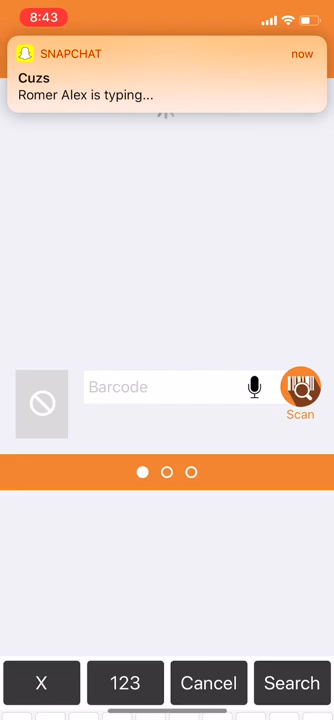 8:43
SNAPCHAT now
Cuzs
Romer Alex is typing...
Barcode
Scan
X 123 Cancel Search